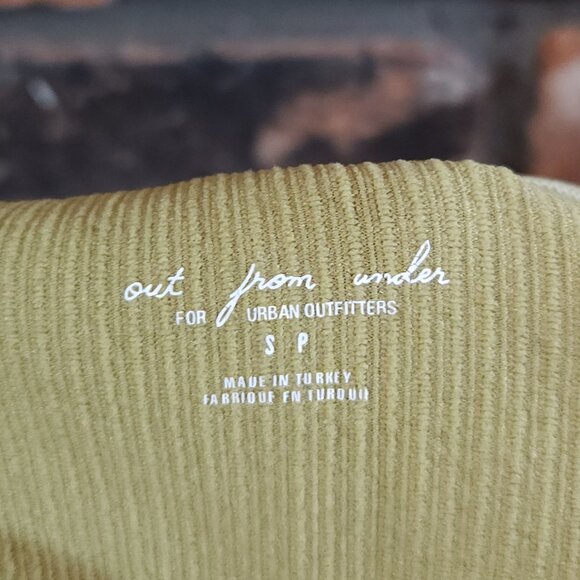 out from under
FOR URBAN OUTFITTERS
S P
MADE IN TURKEY
FABRIQUE EN TURQUIE